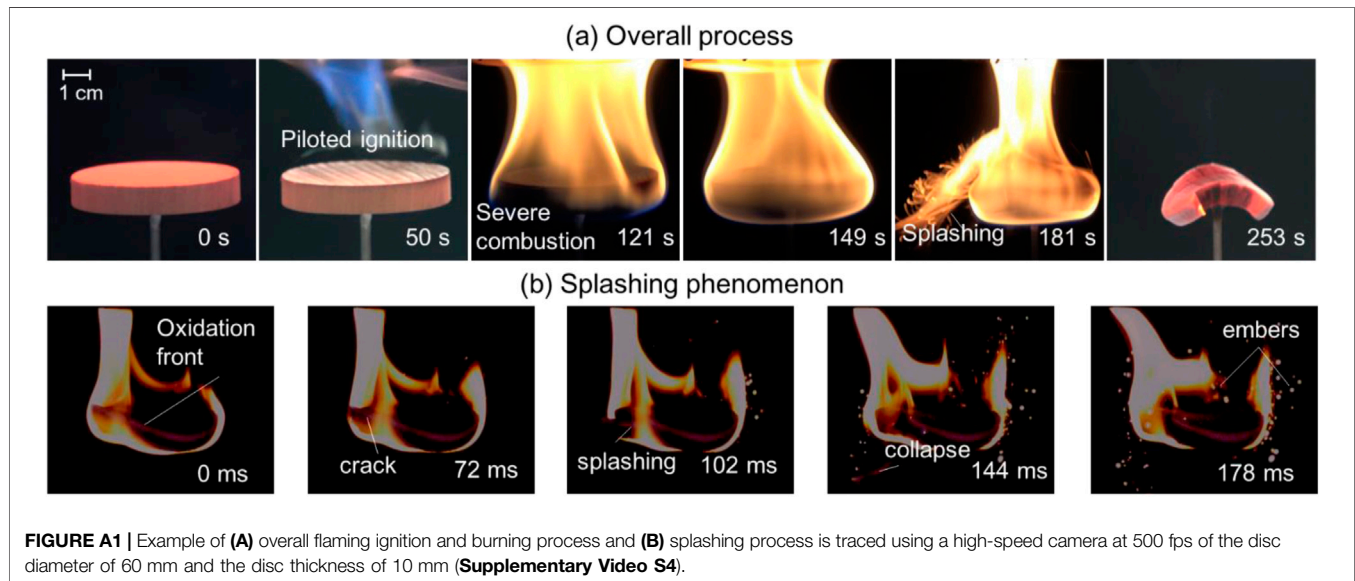 (a) Overall process
1 cm
0 s
Piloted ignition
50 s
Severe
combustion
121 s
149 s
Splashing
181 s
253 s
(b) Splashing phenomenon
Oxidation
front
0 ms
crack
72 ms
splashing
102 ms
collapse
144 ms
embers
178 ms
FIGURE A1 | Example of (A) overall flaming ignition and burning process and (B) splashing process is traced using a high-speed camera at 500 fps of the disc
diameter of 60 mm and the disc thickness of 10 mm (Supplementary Video S4).